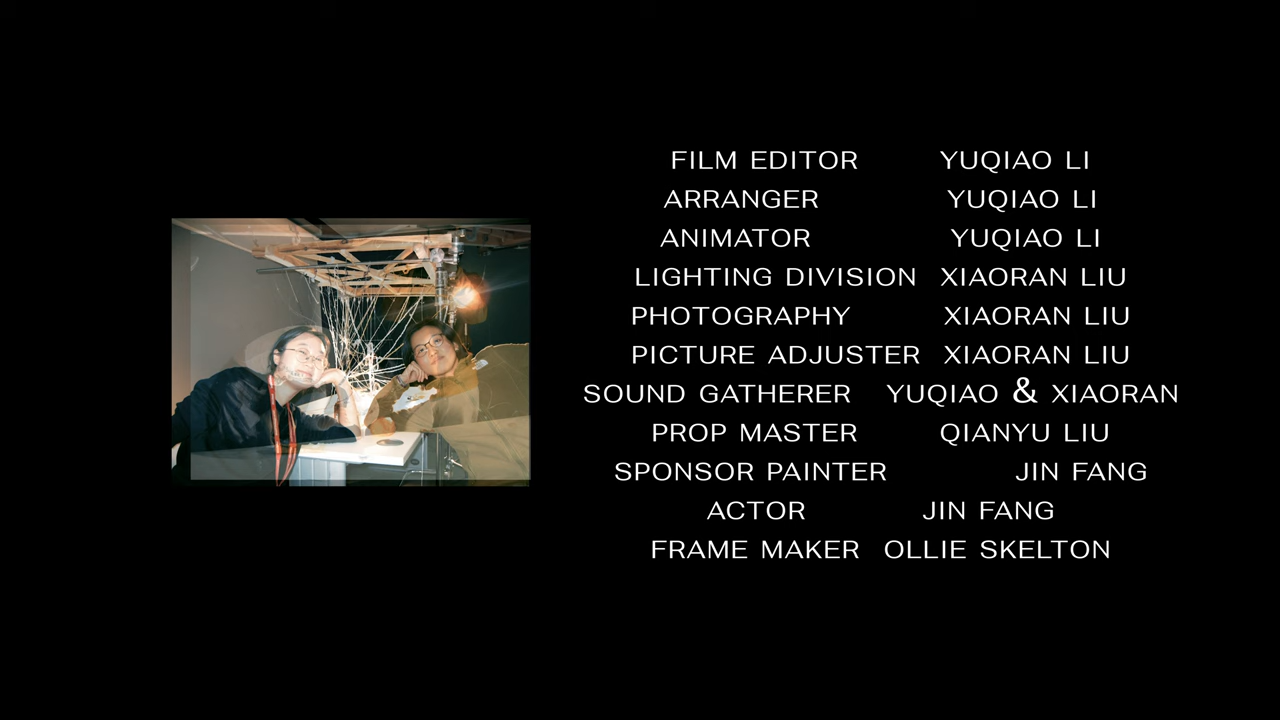 FILM EDITOR YUQIAO LI
ARRANGER YUQIAO LI
ANIMATOR YUQIAO LI
LIGHTING DIVISION XIAORAN LIU
PHOTOGRAPHY XIAORAN LIU
PICTURE ADJUSTER XIAORAN LIU
SOUND GATHERER YUQIAO & XIAORAN
PROP MASTER QIANYU LIU
SPONSOR PAINTER JIN FANG
ACTOR JIN FANG
FRAME MAKER OLLIE SKELTON